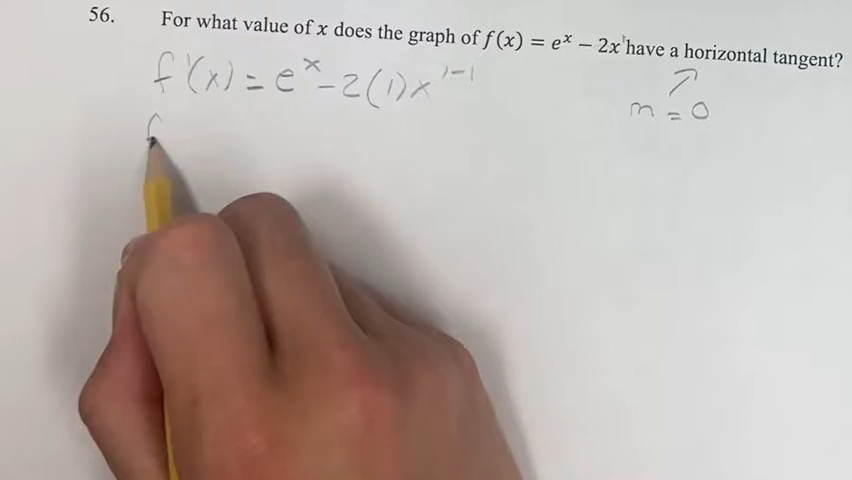 56. For what value of x does the graph of f(x) = eˣ − 2x¹ have a horizontal tangent?
f'(x) = eˣ − 2(1)x¹⁻¹
m = 0
f